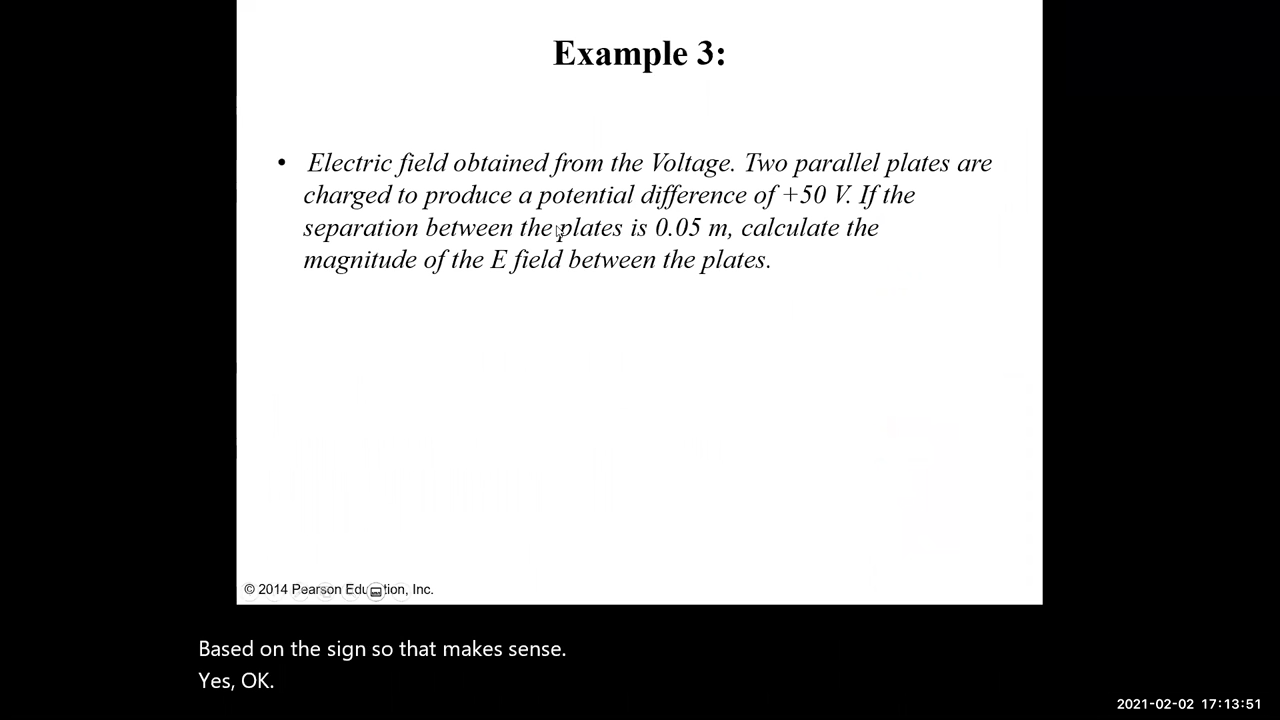 Example 3:
• Electric field obtained from the Voltage. Two parallel plates are
charged to produce a potential difference of +50 V. If the
separation between the plates is 0.05 m, calculate the
magnitude of the E field between the plates.
© 2014 Pearson Education, Inc.
Based on the sign so that makes sense.
Yes, OK.
2021-02-02 17:13:51